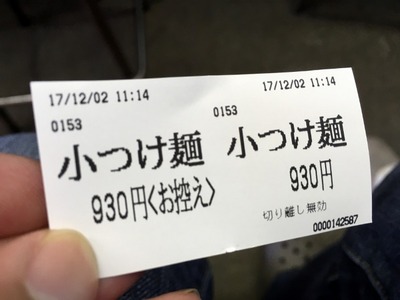 17/12/02 11:14
0153
小つけ麺
930円<お控え>
17/12/02 11:14
0153
小つけ麺
930円
切り離し無効
0000142587